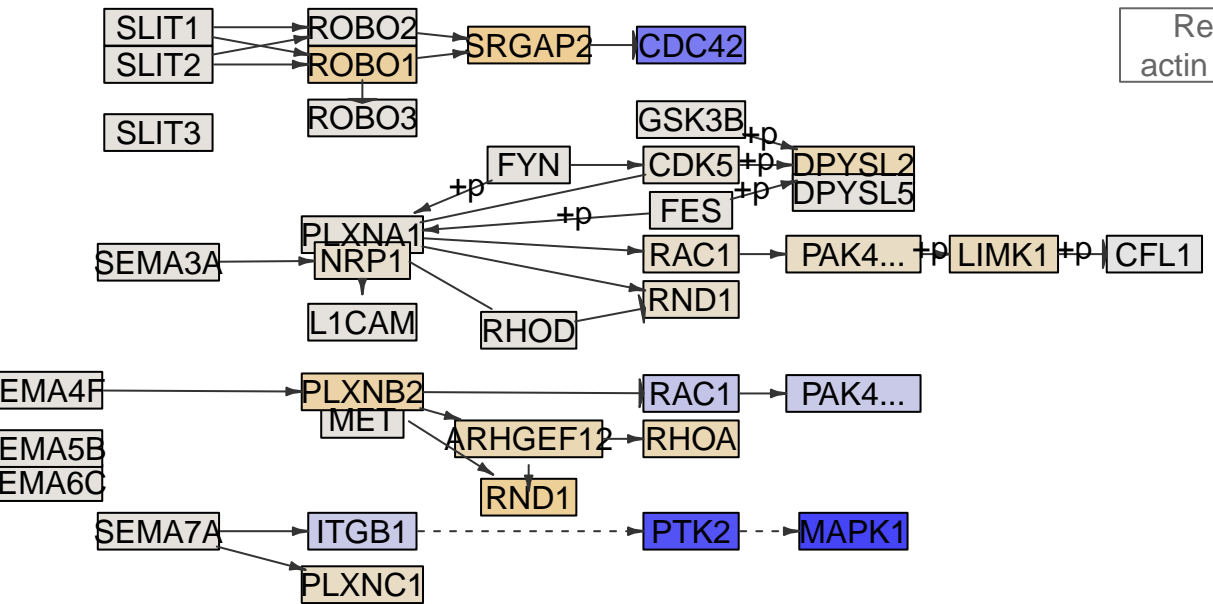 SLIT1
ROBO2
SLIT2
ROBO1
SRGAP2
CDC42
Re
actin
SLIT3
ROBO3
GSK3B
+p
FYN
CDK5
+p
DPYSL2
+p
+p
DPYSL5
FES
+p
PLXNA1
SEMA3A
NRP1
RAC1
PAK4...
+p
LIMK1
+p
CFL1
RND1
L1CAM
RHOD
EMA4F
PLXNB2
RAC1
PAK4...
MET
ARHGEF12
RHOA
EMA5B
EMA6C
RND1
SEMA7A
ITGB1
PTK2
MAPK1
PLXNC1